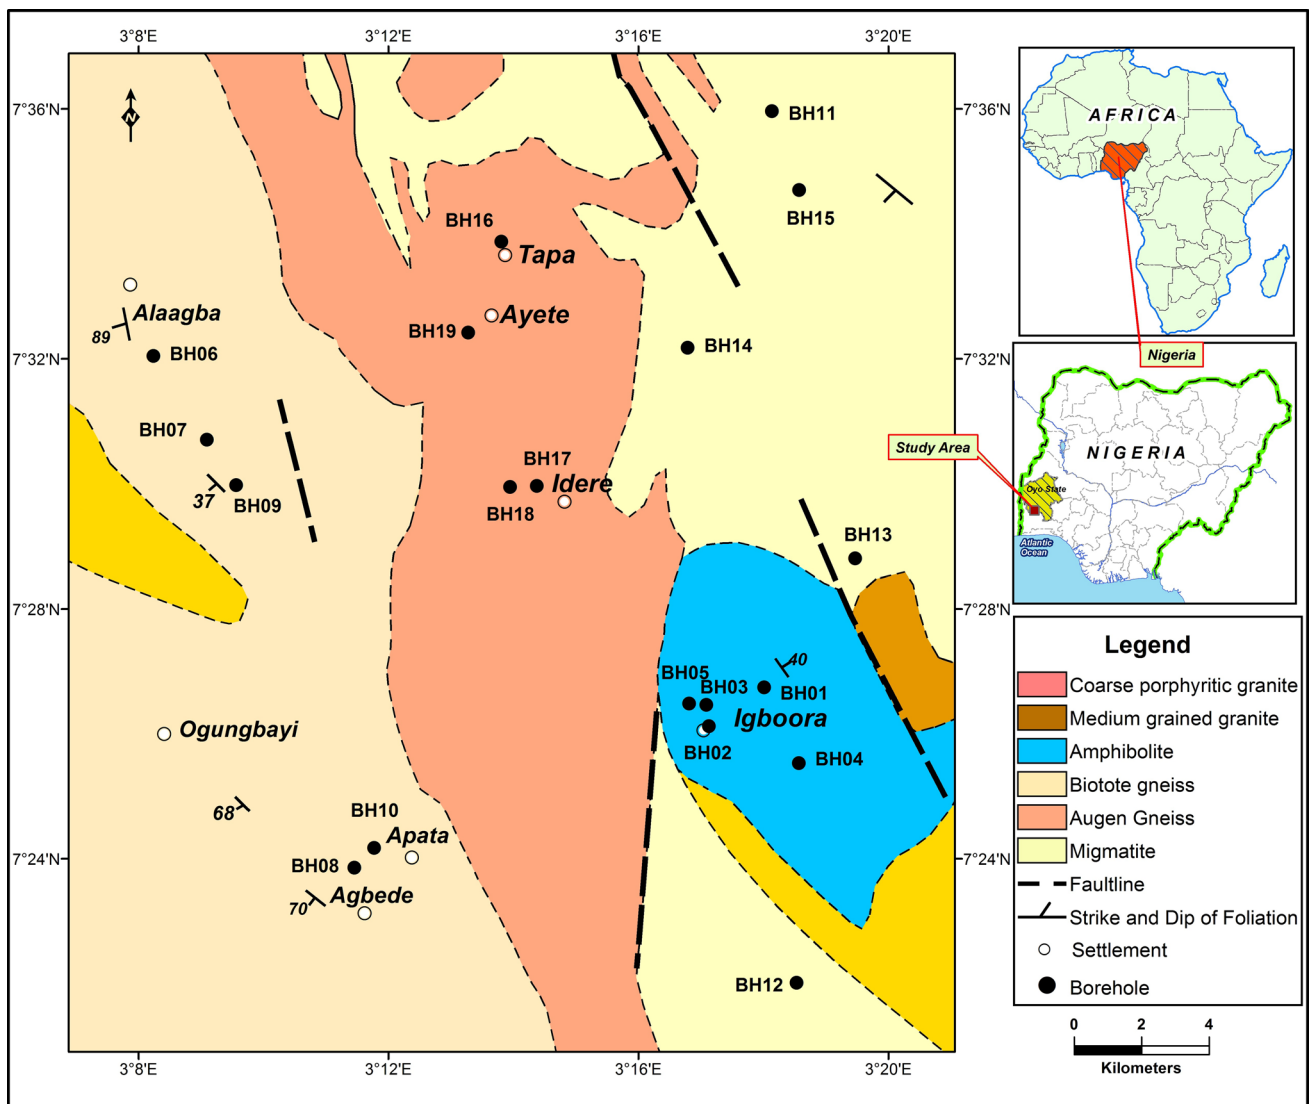 3°8'E
3°12'E
3°16'E
3°20'E
7°36'N
7°36'N
N
BH11
BH15
BH16
Tapa
Alaagba
Ayete
89
BH19
BH06
BH14
7°32'N
7°32'N
BH07
BH17
Idere
37
BH09
BH18
BH13
7°28'N
7°28'N
40
BH05
BH03
BH01
Igboora
Ogungbayi
BH02
BH04
68
BH10
Apata
7°24'N
7°24'N
BH08
Agbede
70
BH12
3°8'E
3°12'E
3°16'E
3°20'E
AFRICA
Nigeria
Study Area
NIGERIA
Oyo State
Atlantic
Ocean
Legend
Coarse porphyritic granite
Medium grained granite
Amphibolite
Biotote gneiss
Augen Gneiss
Migmatite
Faultline
Strike and Dip of Foliation
Settlement
Borehole
0 2 4
Kilometers